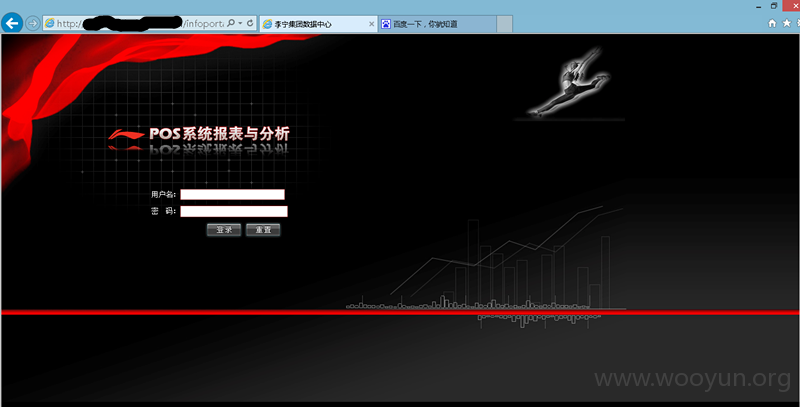 http://
/infoport
李宁集团数据中心
百度一下，你就知道
POS系统报表与分析
用户名:
密 码:
登录 重置
www.wooyun.org